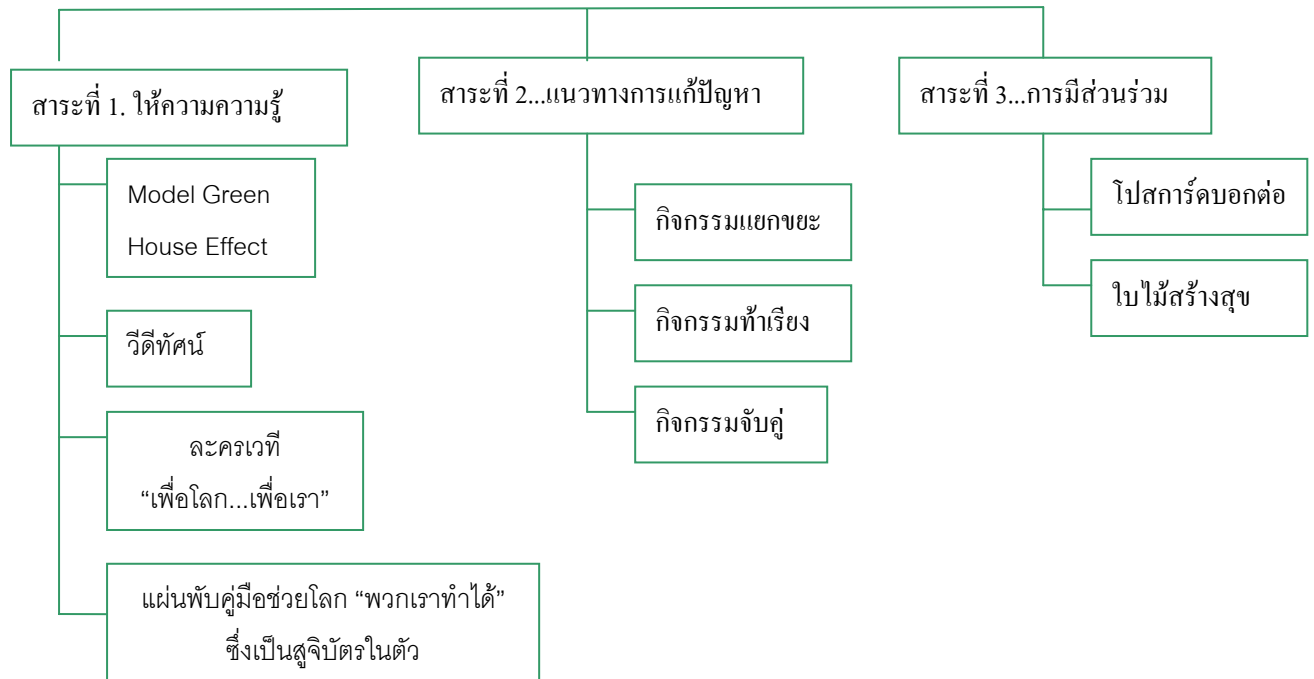 สาระที่ 1. ให้ความความรู้
Model Green
House Effect
วีดีทัศน์
ละครเวที
“เพื่อโลก...เพื่อเรา”
แผ่นพับคู่มือช่วยโลก “พวกเราทำได้”
ซึ่งเป็นสูจิบัตรในตัว
สาระที่ 2...แนวทางการแก้ปัญหา
กิจกรรมแยกขยะ
กิจกรรมท้าเรียง
กิจกรรมจับคู่
สาระที่ 3...การมีส่วนร่วม
โปสการ์ดบอกต่อ
ใบไม้สร้างสุข